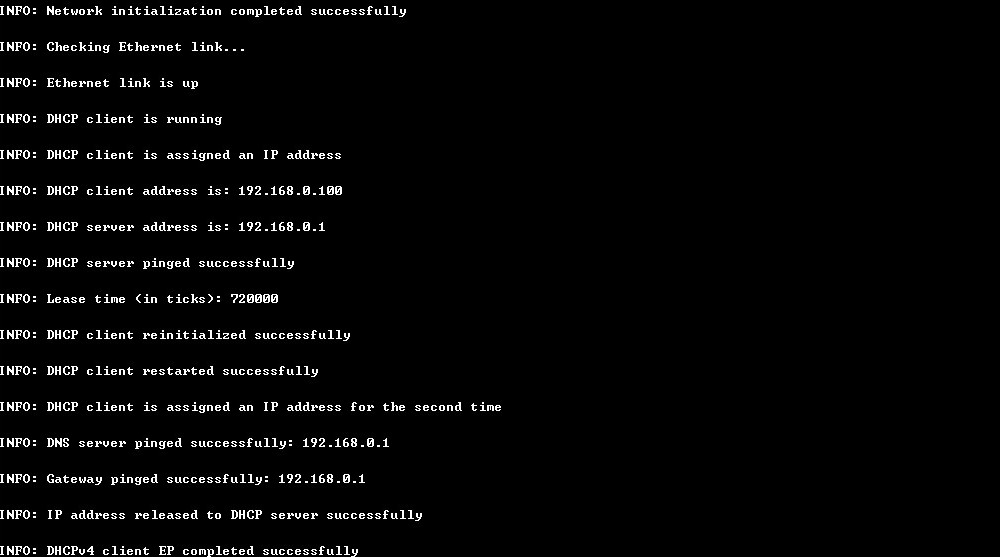 INFO: Network initialization completed successfully
INFO: Checking Ethernet link...
INFO: Ethernet link is up
INFO: DHCP client is running
INFO: DHCP client is assigned an IP address
INFO: DHCP client address is: 192.168.0.100
INFO: DHCP server address is: 192.168.0.1
INFO: DHCP server pinged successfully
INFO: Lease time (in ticks): 720000
INFO: DHCP client reinitialized successfully
INFO: DHCP client restarted successfully
INFO: DHCP client is assigned an IP address for the second time
INFO: DNS server pinged successfully: 192.168.0.1
INFO: Gateway pinged successfully: 192.168.0.1
INFO: IP address released to DHCP server successfully
INFO: DHCPv4 client EP completed successfully